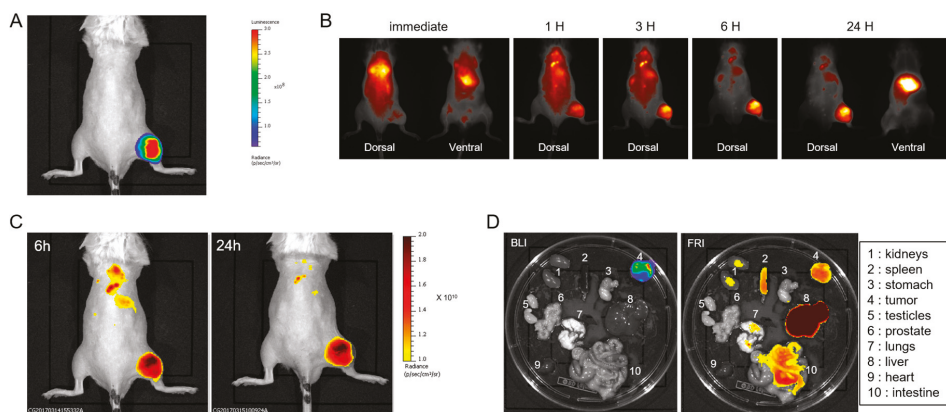 A
Luminescence
3.0
2.5
2.0
x10⁸
1.5
1.0
Radiance
(p/sec/cm²/sr)
B
immediate
1 H
3 H
6 H
24 H
Dorsal
Ventral
Dorsal
Dorsal
Dorsal
Dorsal
Ventral
C
6h
24h
2.0
1.8
1.6
X 10¹⁰
1.4
1.2
1.0
Radiance
(p/sec/cm²/sr)
CG20170314155332A
CG20170315100924A
D
BLI
1
2
3
4
5
6
7
8
9
10
FRI
1
2
3
4
5
6
7
8
9
10
1 : kidneys
2 : spleen
3 : stomach
4 : tumor
5 : testicles
6 : prostate
7 : lungs
8 : liver
9 : heart
10 : intestine